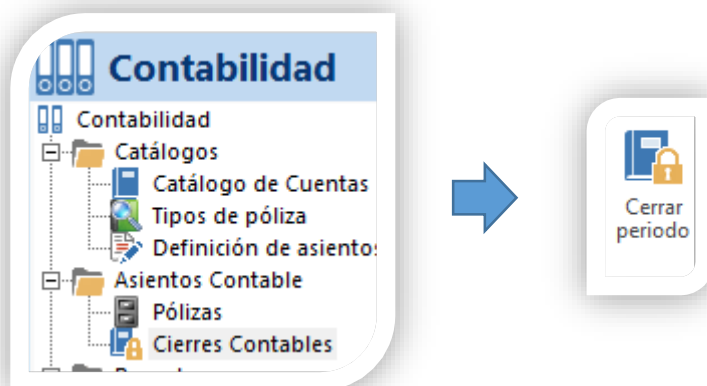 Contabilidad
Contabilidad
Catálogos
Catálogo de Cuentas
Tipos de póliza
Definición de asientos
Asientos Contable
Pólizas
Cierres Contables
Cerrar
periodo